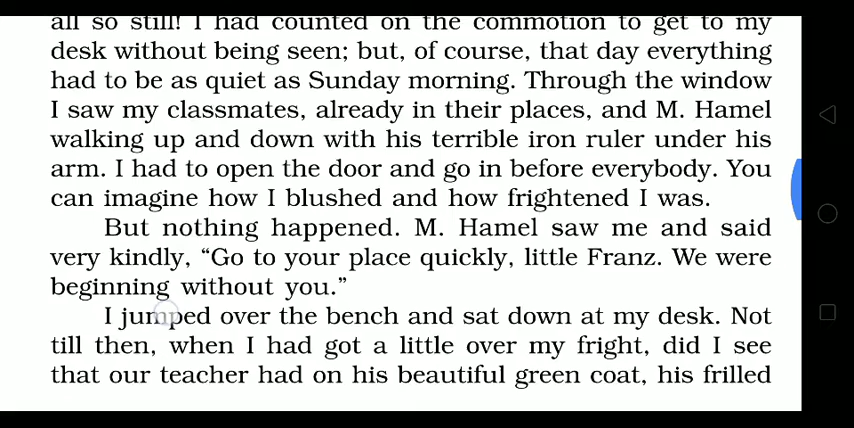 all so still! I had counted on the commotion to get to my
desk without being seen; but, of course, that day everything
had to be as quiet as Sunday morning. Through the window
I saw my classmates, already in their places, and M. Hamel
walking up and down with his terrible iron ruler under his
arm. I had to open the door and go in before everybody. You
can imagine how I blushed and how frightened I was.
But nothing happened. M. Hamel saw me and said
very kindly, “Go to your place quickly, little Franz. We were
beginning without you.”
I jumped over the bench and sat down at my desk. Not
till then, when I had got a little over my fright, did I see
that our teacher had on his beautiful green coat, his frilled